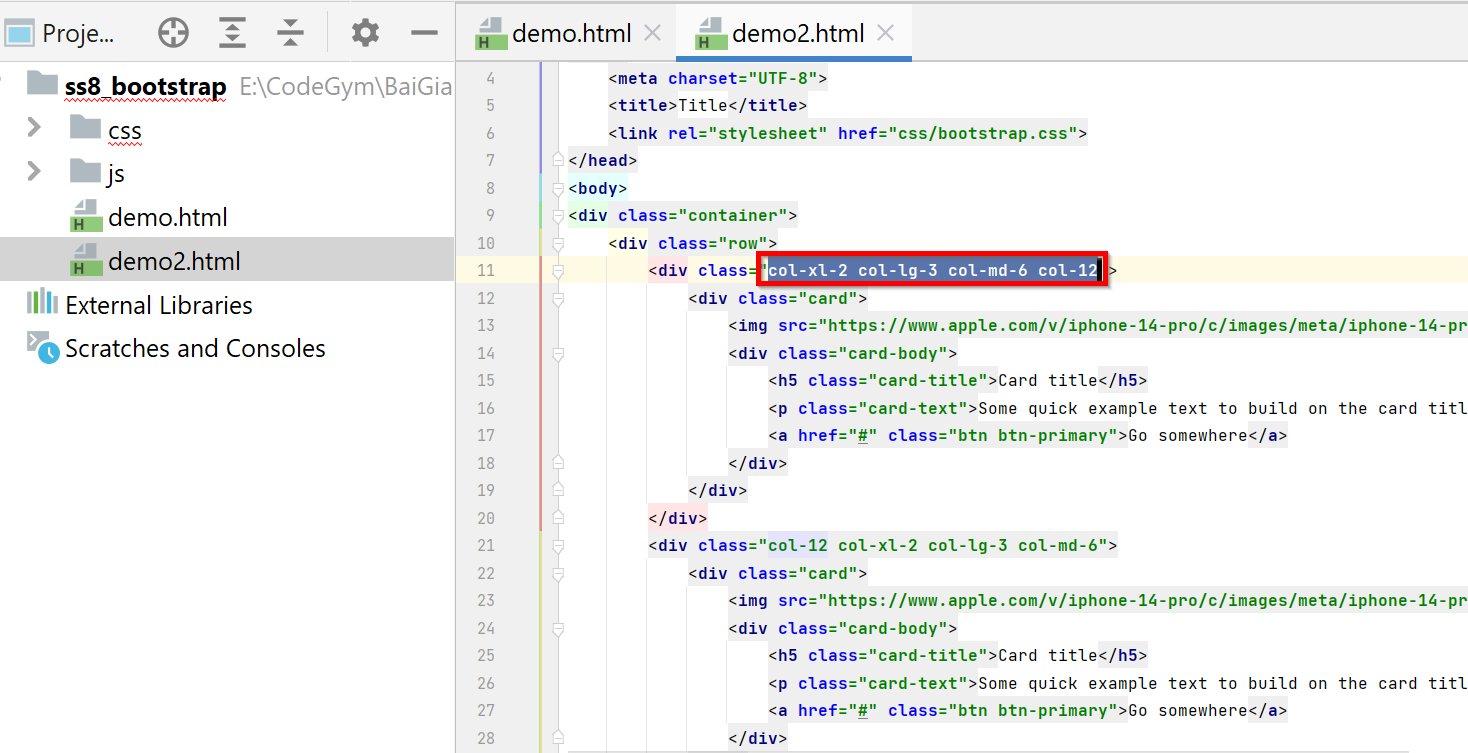 Proje...
ss8_bootstrap E:\CodeGym\BaiGia
css
js
demo.html
demo2.html
External Libraries
Scratches and Consoles
demo.html
demo2.html
4 <meta charset="UTF-8">
5 <title>Title</title>
6 <link rel="stylesheet" href="css/bootstrap.css">
7 </head>
8 <body>
9 <div class="container">
10 <div class="row">
11 <div class="col-xl-2 col-lg-3 col-md-6 col-12">
12 <div class="card">
13 <img src="https://www.apple.com/v/iphone-14-pro/c/images/meta/iphone-14-pr
14 <div class="card-body">
15 <h5 class="card-title">Card title</h5>
16 <p class="card-text">Some quick example text to build on the card titl
17 <a href="#" class="btn btn-primary">Go somewhere</a>
18 </div>
19 </div>
20 </div>
21 <div class="col-12 col-xl-2 col-lg-3 col-md-6">
22 <div class="card">
23 <img src="https://www.apple.com/v/iphone-14-pro/c/images/meta/iphone-14-pr
24 <div class="card-body">
25 <h5 class="card-title">Card title</h5>
26 <p class="card-text">Some quick example text to build on the card titl
27 <a href="#" class="btn btn-primary">Go somewhere</a>
28 </div>